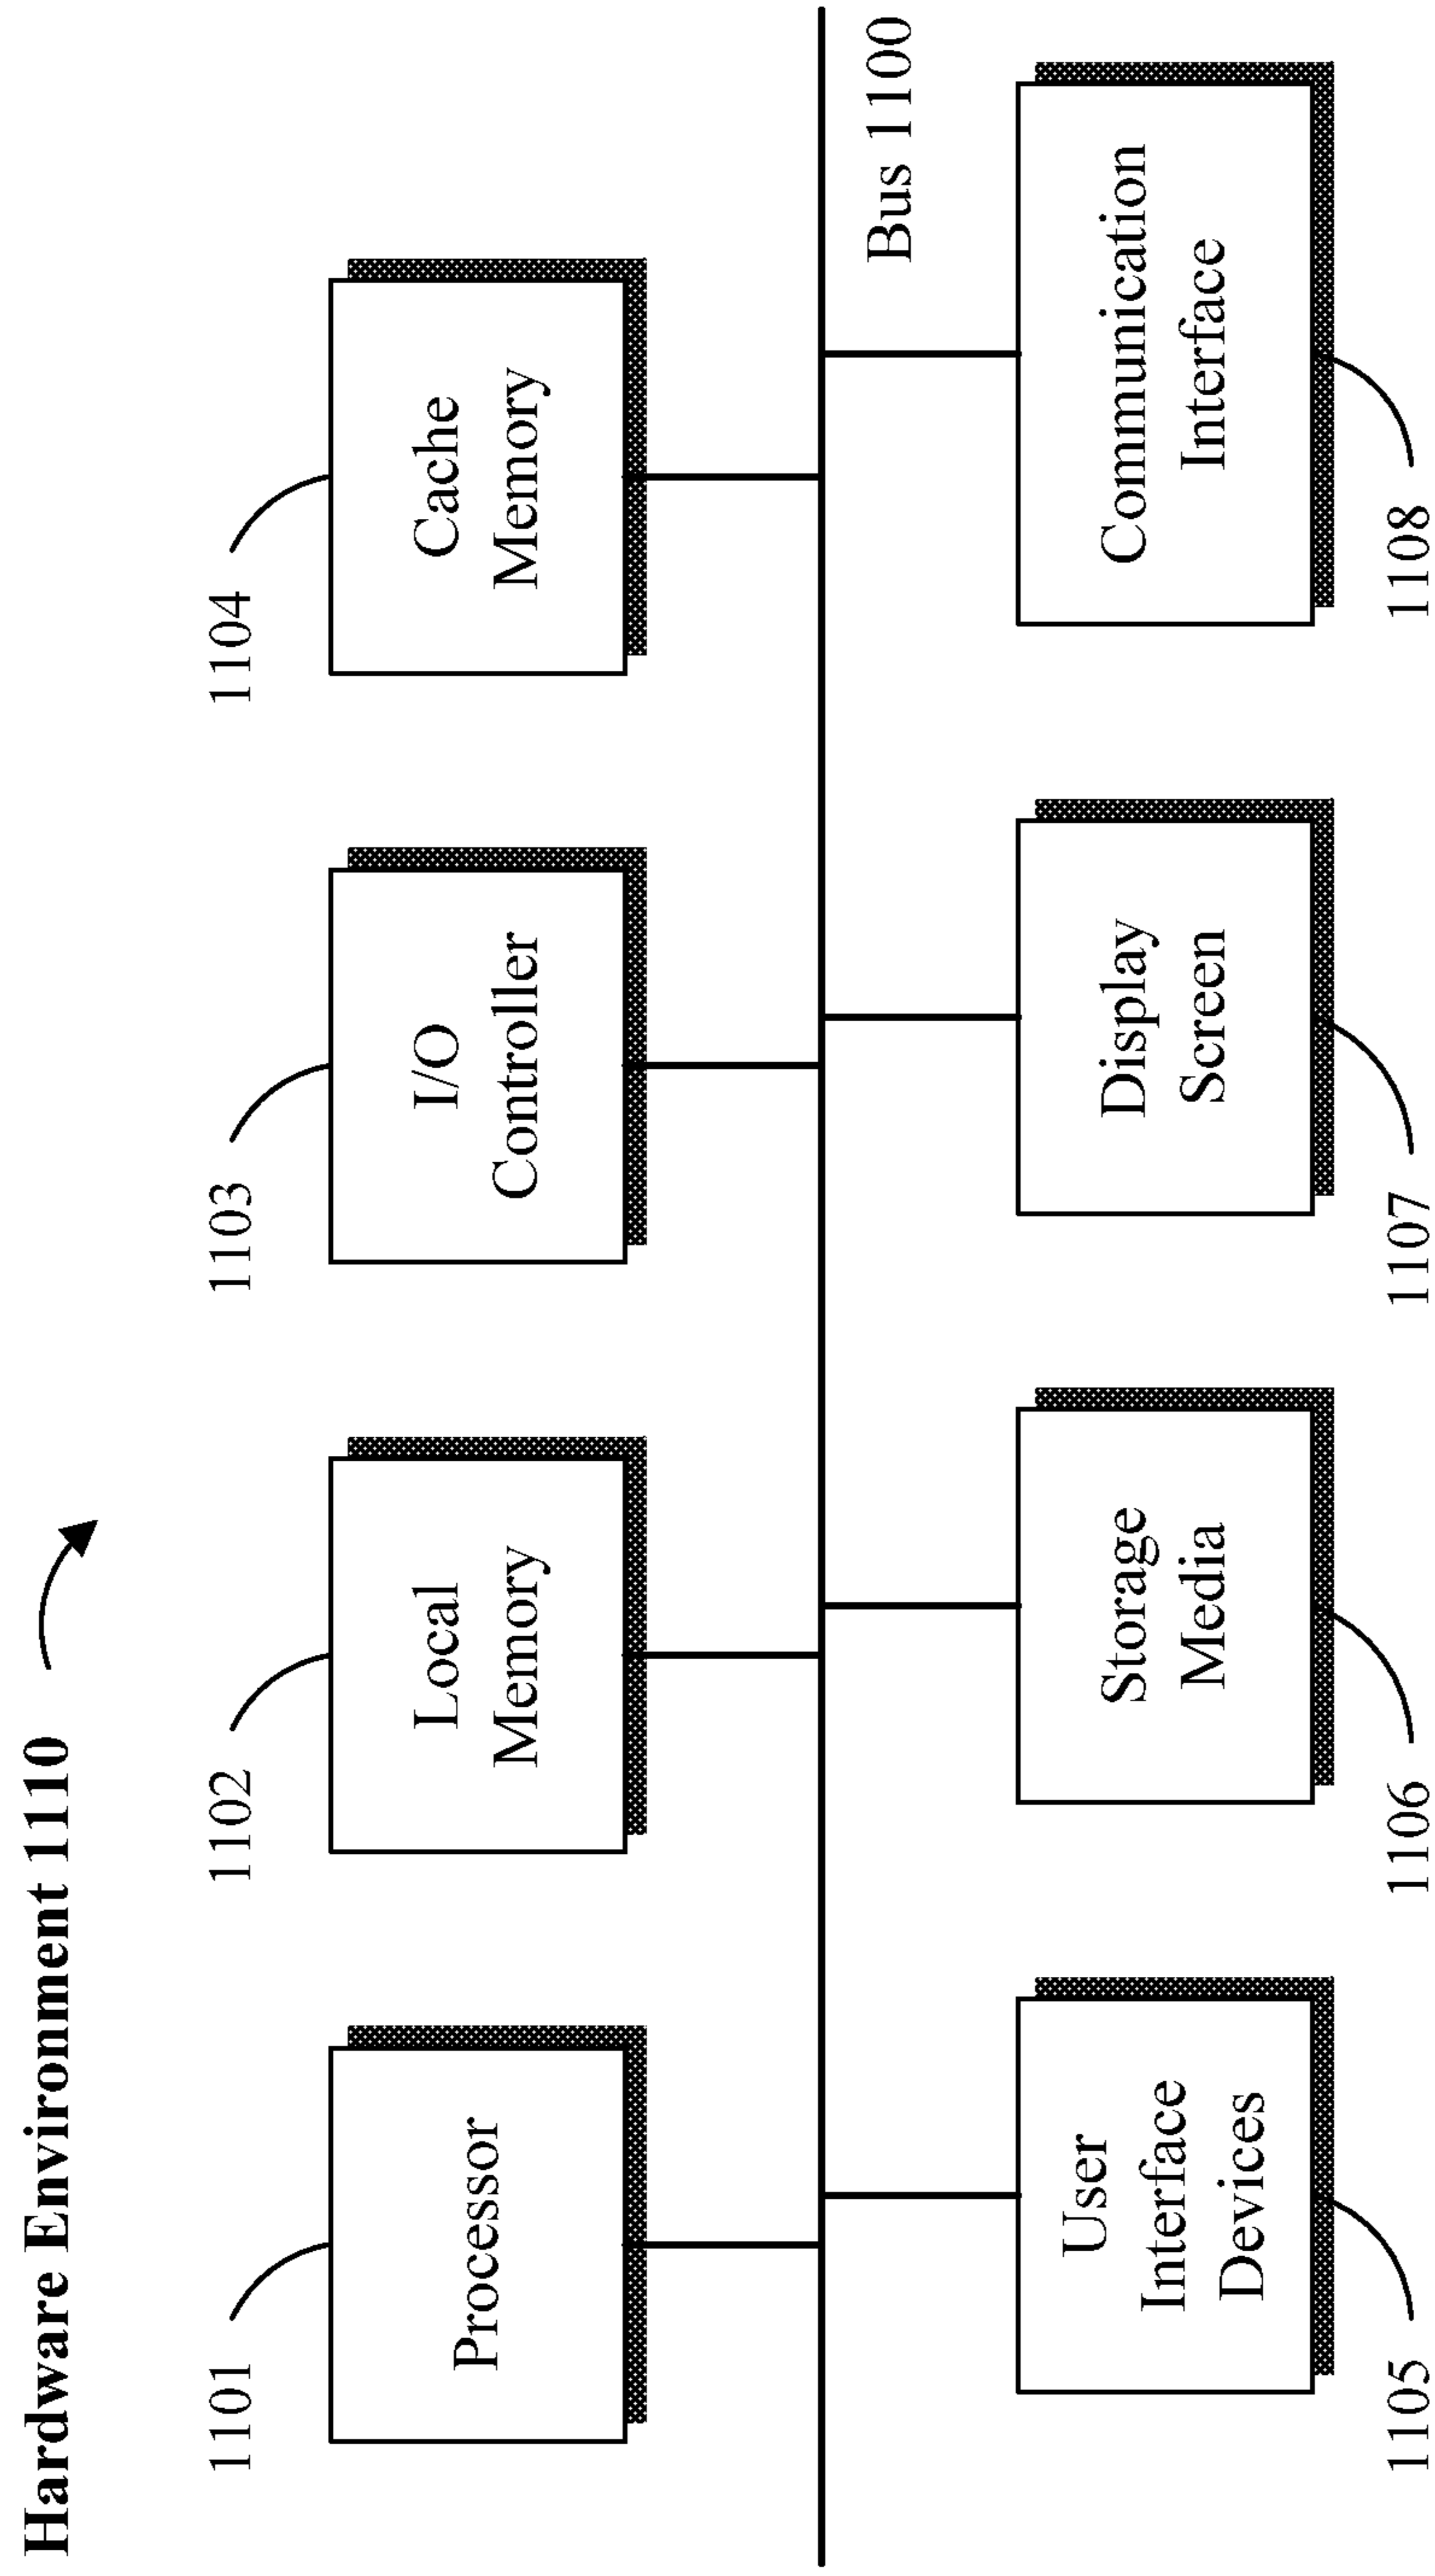 Hardware Environment 1110
1101
1102
1103
1104
Processor
Local
Memory
I/O
Controller
Cache
Memory
Bus 1100
User
Interface
Devices
Storage
Media
Display
Screen
Communication
Interface
1105
1106
1107
1108